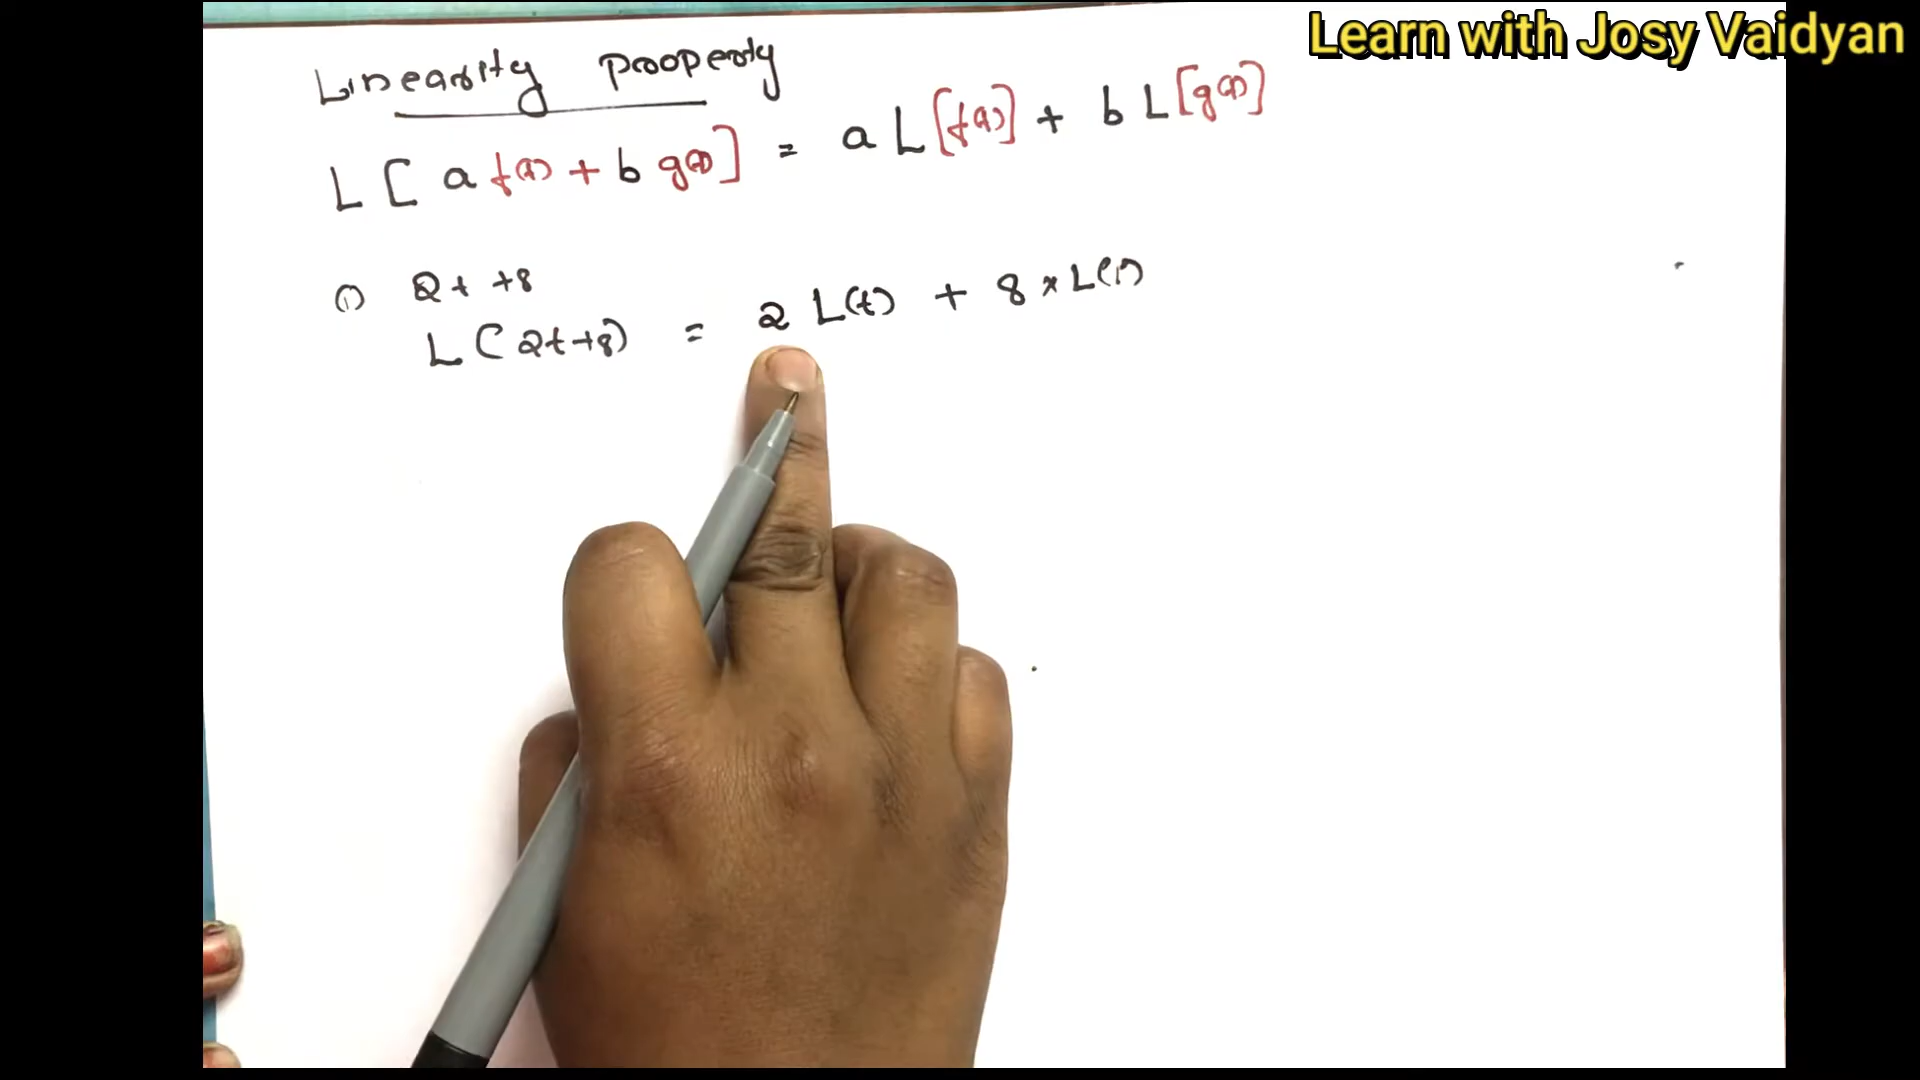 Learn with Josy Vaidyan
Linearity property
L[a f(t) + b g(t)] = a L[f(t)] + b L[g(t)]
(1) 2t +8
L(2t+8) = 2 L(t) + 8 × L(1)